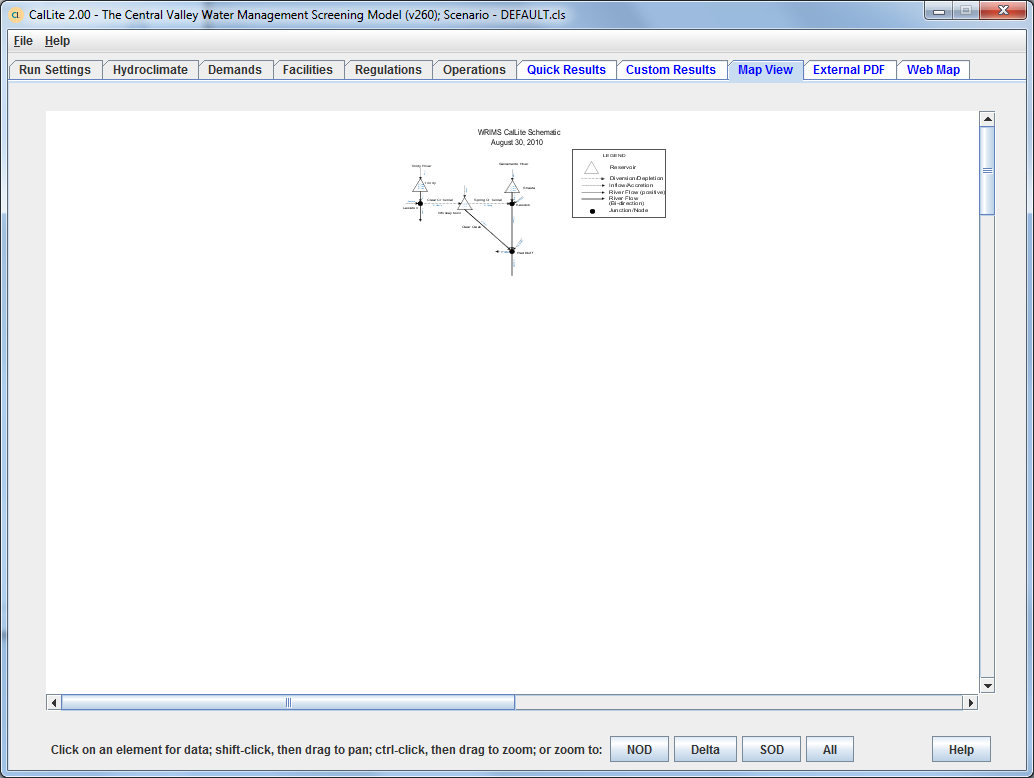 CL CalLite 2.00 - The Central Valley Water Management Screening Model (v260); Scenario - DEFAULT.cls
File Help
Run Settings Hydroclimate Demands Facilities Regulations Operations Quick Results Custom Results Map View External PDF Web Map
WRIMS CalLite Schematic
August 30, 2010
LEGEND
Reservoir
Diversion/Depletion
Inflow/Accretion
River Flow (positive)
River Flow
(Bi-direction)
Junction/Node
Trinity River
Sacramento River
Trinity
Shasta
Clear Cr Tunnel
Spring Cr Tunnel
Lewiston
Keswick
Whiskeytown
Clear Creek
Red Bluff
Click on an element for data; shift-click, then drag to pan; ctrl-click, then drag to zoom; or zoom to: NOD Delta SOD All Help